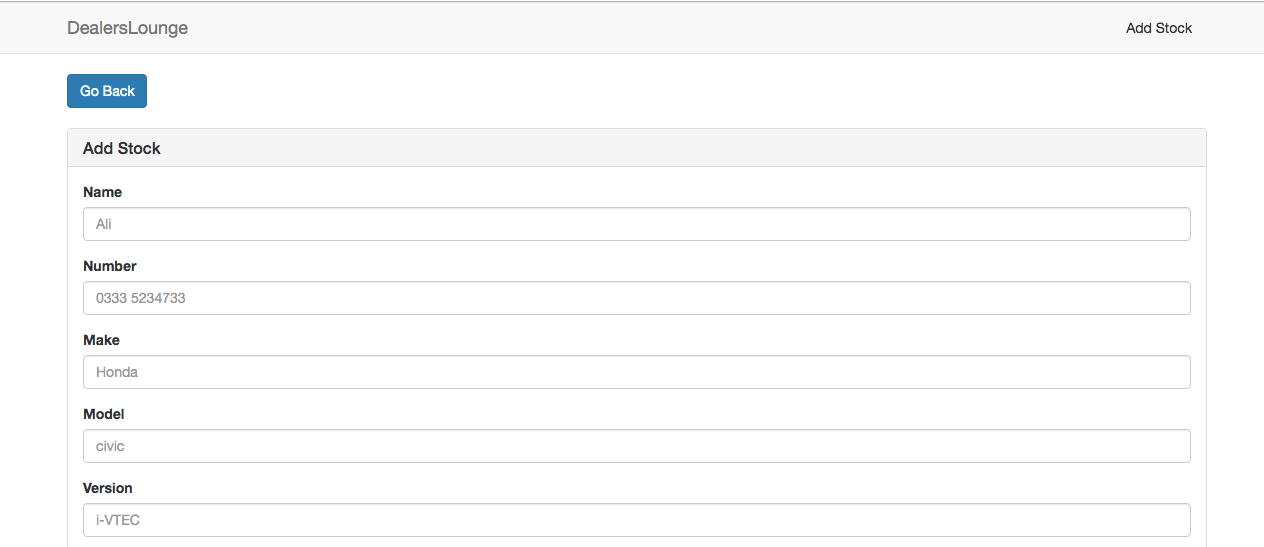 DealersLounge
Add Stock
Go Back
Add Stock
Name
Ali
Number
0333 5234733
Make
Honda
Model
civic
Version
i-VTEC